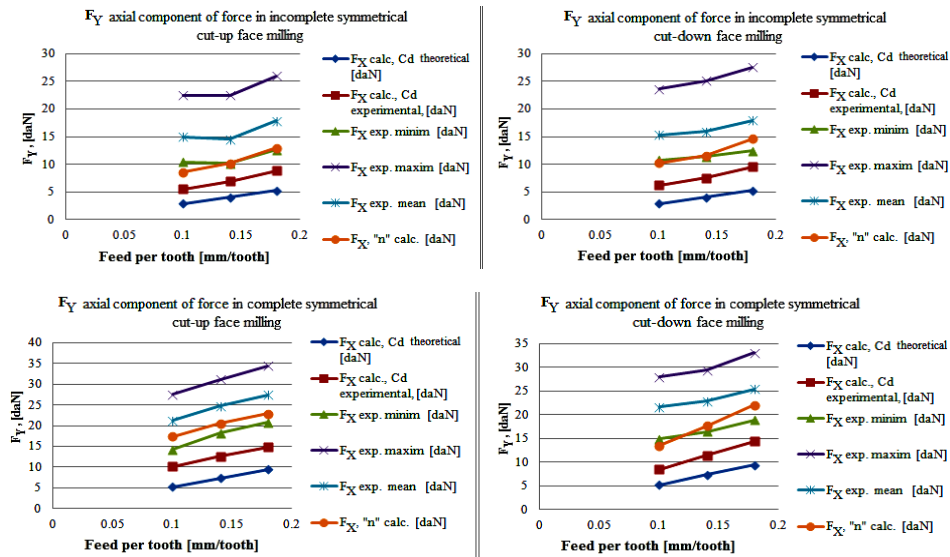 FY axial component of force in incomplete symmetrical
cut-up face milling
30
25
20
15
10
5
0
0
0.05
0.1
0.15
0.2
FY, [daN]
Feed per tooth [mm/tooth]
FX calc, Cd theoretical
[daN]
FX calc., Cd
experimental, [daN]
FX exp. minim [daN]
FX exp. maxim [daN]
FX exp. mean [daN]
FX, "n" calc. [daN]
FY axial component of force in incomplete symmetrical
cut-down face milling
30
25
20
15
10
5
0
0
0.05
0.1
0.15
0.2
FY, [daN]
Feed per tooth [mm/tooth]
FX calc, Cd theoretical
[daN]
FX calc., Cd
experimental, [daN]
FX exp. minim [daN]
FX exp. maxim [daN]
FX exp. mean [daN]
FX, "n" calc. [daN]
FY axial component of force in complete symmetrical
cut-up face milling
40
35
30
25
20
15
10
5
0
0
0.05
0.1
0.15
0.2
FY, [daN]
Feed per tooth [mm/tooth]
FX calc, Cd theoretical
[daN]
FX calc., Cd
experimental, [daN]
FX exp. minim [daN]
FX exp. maxim [daN]
FX exp. mean [daN]
FX, "n" calc. [daN]
FY axial component of force in complete symmetrical
cut-down face milling
35
30
25
20
15
10
5
0
0
0.05
0.1
0.15
0.2
FY, [daN]
Feed per tooth [mm/tooth]
FX calc, Cd theoretical
[daN]
FX calc., Cd
experimental, [daN]
FX exp. minim [daN]
FX exp. maxim [daN]
FX exp. mean [daN]
FX, "n" calc. [daN]